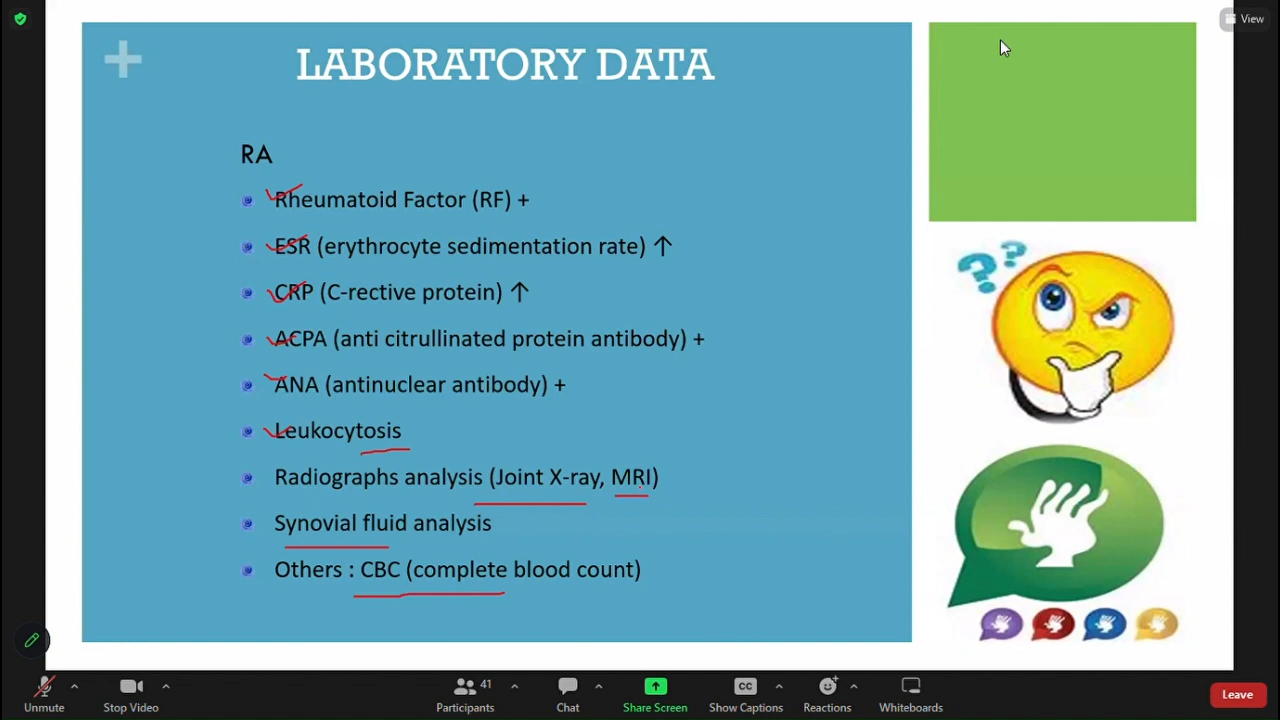 View
LABORATORY DATA
RA
Rheumatoid Factor (RF) +
ESR (erythrocyte sedimentation rate) ↑
CRP (C-rective protein) ↑
ACPA (anti citrullinated protein antibody) +
ANA (antinuclear antibody) +
Leukocytosis
Radiographs analysis (Joint X-ray, MRI)
Synovial fluid analysis
Others : CBC (complete blood count)
??
41
CC
Unmute Stop Video Participants Chat Share Screen Show Captions Reactions Whiteboards Leave